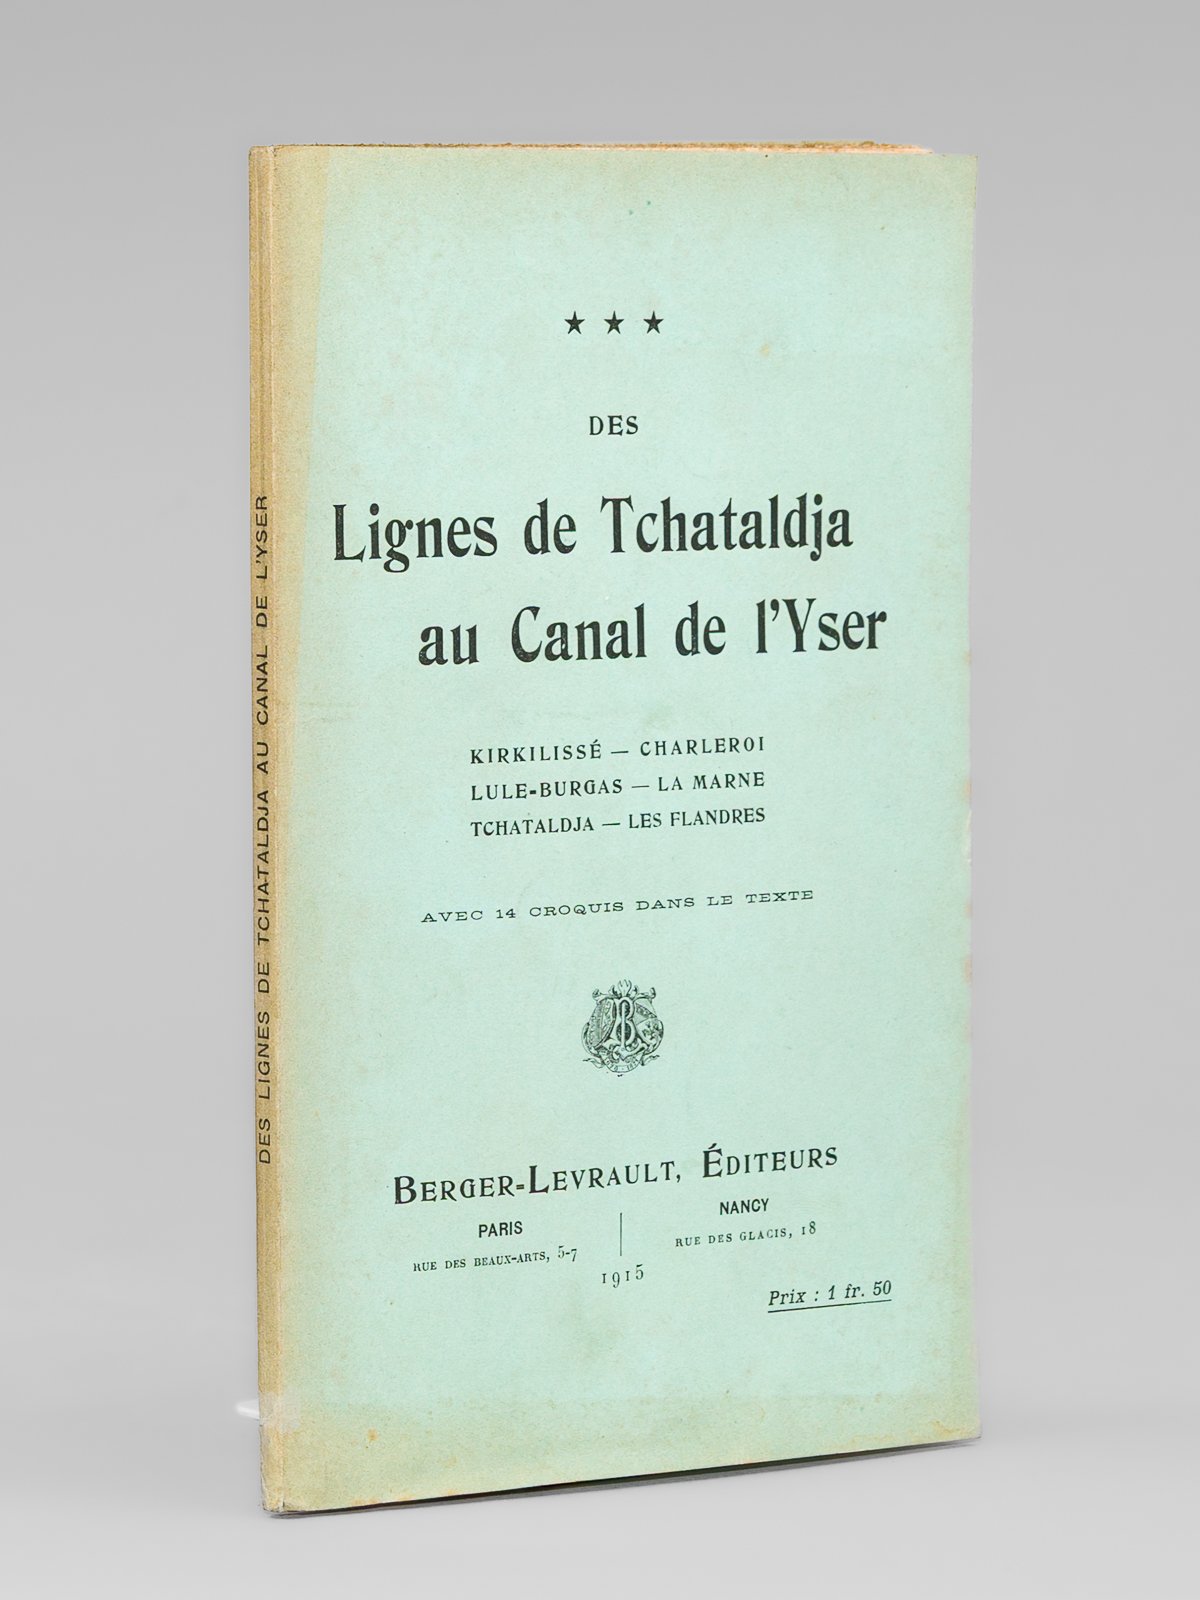 ★ ★ ★
DES
Lignes de Tchataldja
au Canal de l'Yser
KIRKILISSÉ — CHARLEROI
LULE-BURGAS — LA MARNE
TCHATALDJA — LES FLANDRES
AVEC 14 CROQUIS DANS LE TEXTE
BERGER-LEVRAULT, ÉDITEURS
PARIS
RUE DES BEAUX-ARTS, 5-7
NANCY
RUE DES GLACIS, 18
1915
Prix : 1 fr. 50
DES LIGNES DE TCHATALDJA AU CANAL DE L'YSER